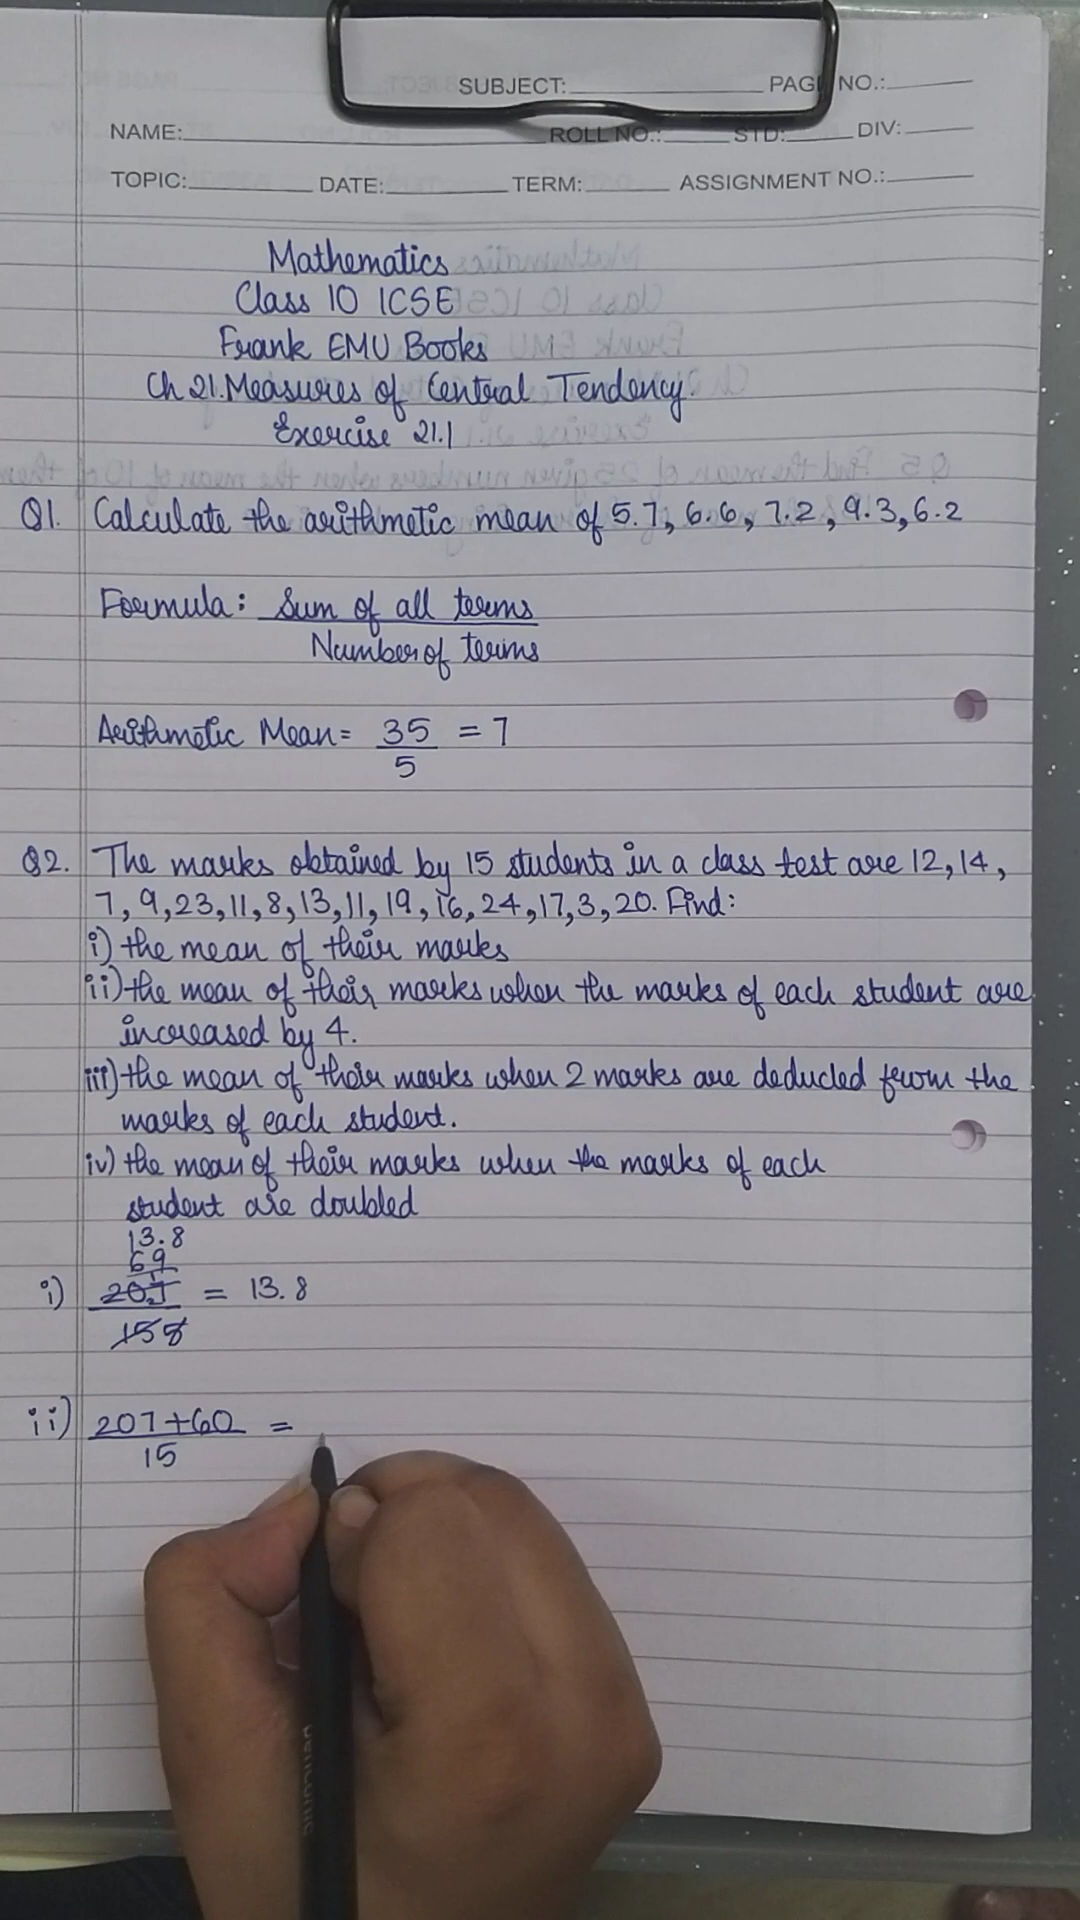 SUBJECT: PAG NO.:
NAME: ROLL NO.: STD: DIV:
TOPIC: DATE: TERM: ASSIGNMENT NO.:
Mathematics
Class 10 ICSE
Frank EMU Books
Ch 21. Measures of Central Tendency.
Exercise 21.1
Q1. Calculate the arithmetic mean of 5.7, 6.6, 7.2, 9.3, 6.2
Formula: Sum of all terms
Number of terms
Arithmetic Mean = 35 = 7
5
Q2. The marks obtained by 15 students in a class test are 12, 14,
7, 9, 23, 11, 8, 13, 11, 19, 16, 24, 17, 3, 20. Find:
i) the mean of their marks
ii) the mean of their marks when the marks of each student are
increased by 4.
iii) the mean of their marks when 2 marks are deducted from the
marks of each student.
iv) the mean of their marks when the marks of each
student are doubled
13.8
69
i) 207 = 13.8
15 5
ii) 207+60 =
15